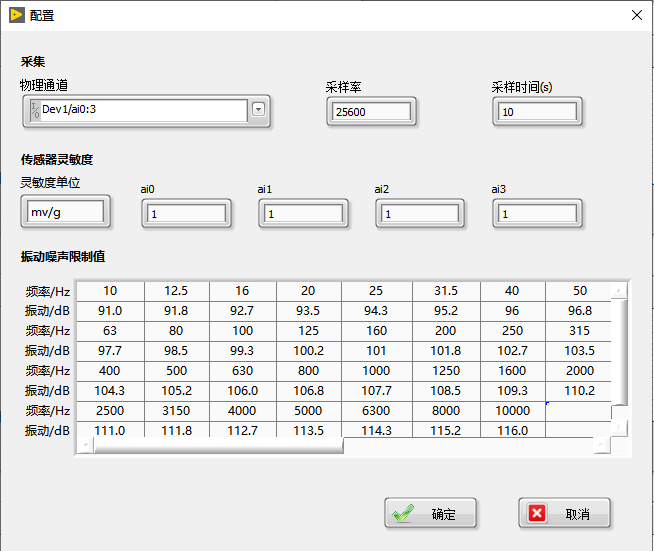 配置
采集
物理通道 采样率 采样时间(s)
Dev1/ai0:3 25600 10
传感器灵敏度
灵敏度单位 ai0 ai1 ai2 ai3
mv/g 1 1 1 1
振动噪声限制值
频率/Hz 10 12.5 16 20 25 31.5 40 50
振动/dB 91.0 91.8 92.7 93.5 94.3 95.2 96 96.8
频率/Hz 63 80 100 125 160 200 250 315
振动/dB 97.7 98.5 99.3 100.2 101 101.8 102.7 103.5
频率/Hz 400 500 630 800 1000 1250 1600 2000
振动/dB 104.3 105.2 106.0 106.8 107.7 108.5 109.3 110.2
频率/Hz 2500 3150 4000 5000 6300 8000 10000
振动/dB 111.0 111.8 112.7 113.5 114.3 115.2 116.0
确定 取消